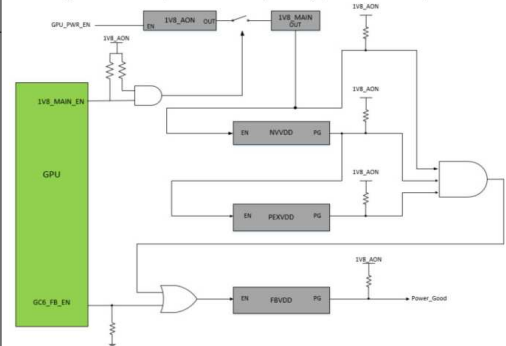 GPU_PWR_EN
EN 1V8_AON OUT
1V8_MAIN
OUT
1V8_AON
1V8_AON
1V8_MAIN_EN
1V8_AON
EN NVVDD PG
GPU
1V8_AON
EN PEXVDD PG
1V8_AON
GC6_FB_EN
EN FBVDD PG
Power_Good